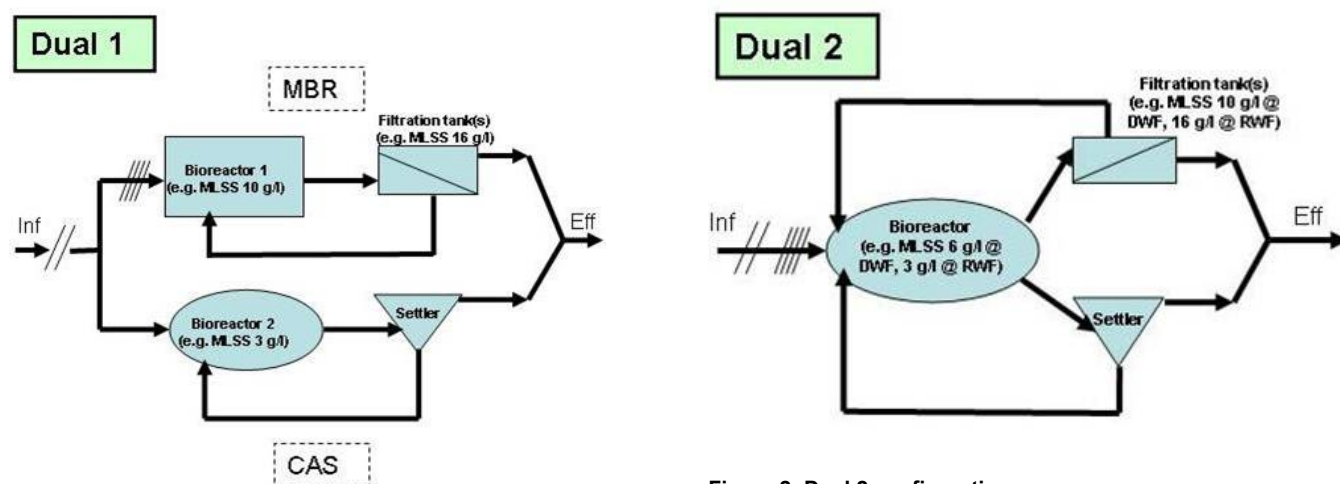 Dual 1
MBR
Filtration tank(s)
(e.g. MLSS 16 g/l)
Bioreactor 1
(e.g. MLSS 10 g/l)
Inf
Eff
Bioreactor 2
(e.g. MLSS 3 g/l)
Settler
CAS
Dual 2
Filtration tank(s)
(e.g. MLSS 10 g/l @
DWF, 16 g/l @ RWF)
Inf
Bioreactor
(e.g. MLSS 6 g/l @
DWF, 3 g/l @ RWF)
Eff
Settler